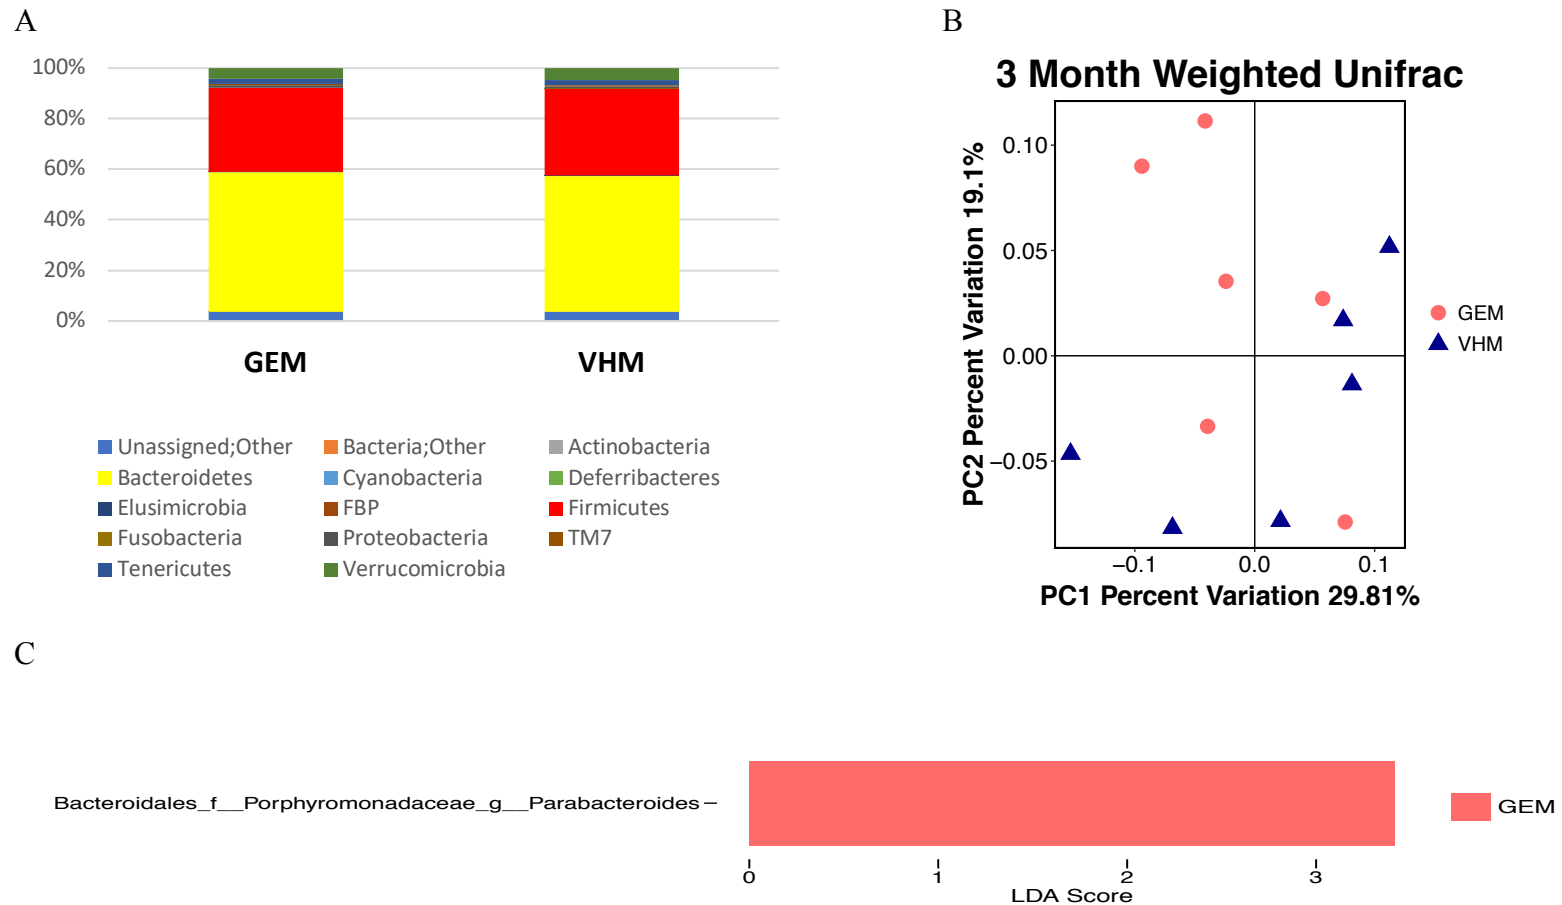 A
100%
80%
60%
40%
20%
0%
GEM VHM
Unassigned;Other Bacteria;Other Actinobacteria
Bacteroidetes Cyanobacteria Deferribacteres
Elusimicrobia FBP Firmicutes
Fusobacteria Proteobacteria TM7
Tenericutes Verrucomicrobia
B
3 Month Weighted Unifrac
PC2 Percent Variation 19.1%
0.10
0.05
0.00
−0.05
−0.1 0.0 0.1
PC1 Percent Variation 29.81%
GEM
VHM
C
Bacteroidales_f__Porphyromonadaceae_g__Parabacteroides
0 1 2 3
LDA Score
GEM